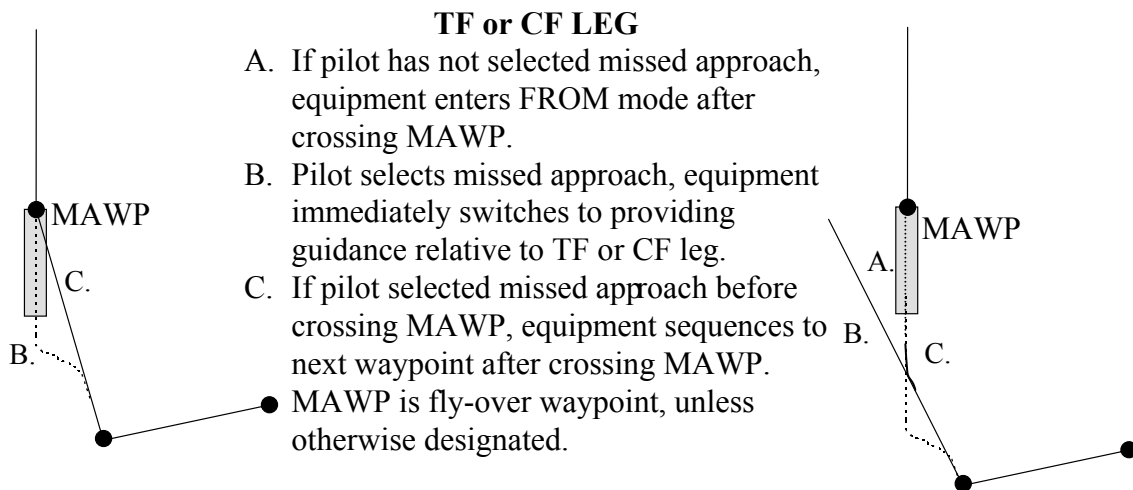 TF or CF LEG
A. If pilot has not selected missed approach,
equipment enters FROM mode after
crossing MAWP.
B. Pilot selects missed approach, equipment
immediately switches to providing
guidance relative to TF or CF leg.
C. If pilot selected missed approach before
crossing MAWP, equipment sequences to
next waypoint after crossing MAWP.
MAWP is fly-over waypoint, unless
otherwise designated.
MAWP
C.
B.
MAWP
A.
B.
C.